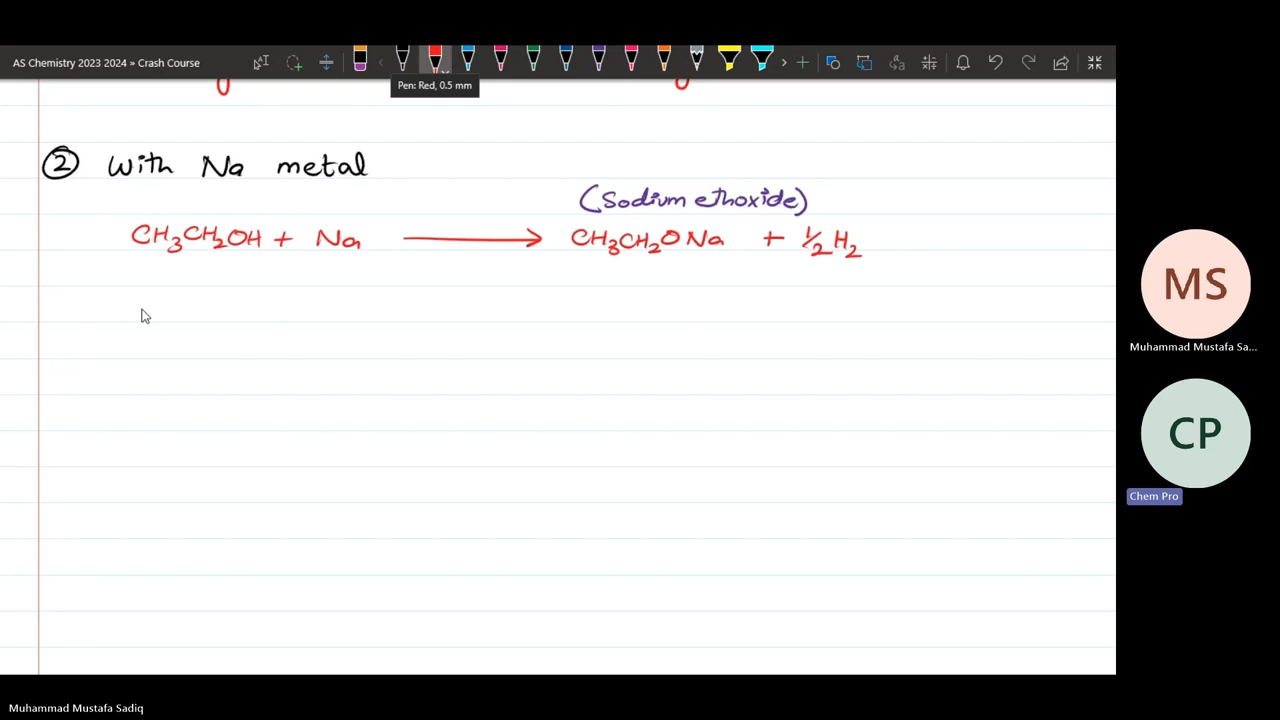 AS Chemistry 2023 2024 » Crash Course
Pen: Red, 0.5 mm
② With Na metal
(Sodium ethoxide)
CH₃CH₂OH + Na ⟶ CH₃CH₂ONa + ½H₂
MS
Muhammad Mustafa Sa...
CP
Chem Pro
Muhammad Mustafa Sadiq